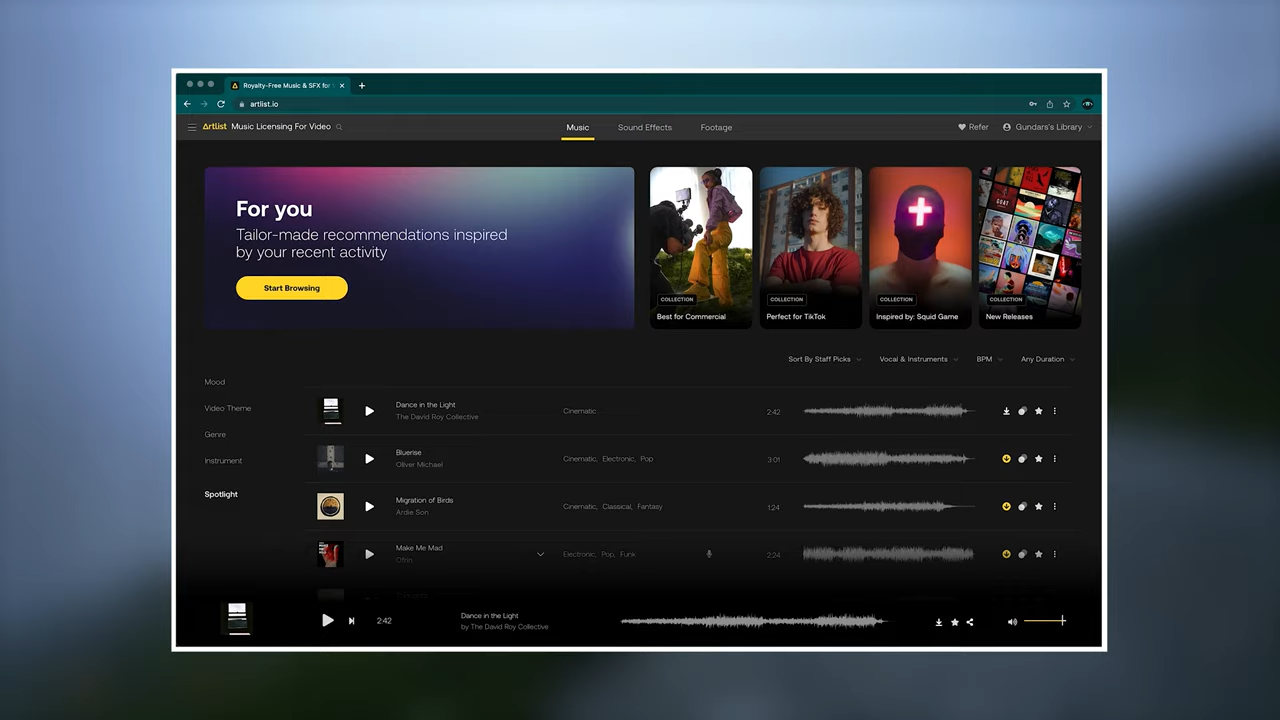 Royalty-Free Music & SFX for
artlist.io
Artlist Music Licensing For Video
Music Sound Effects Footage
Refer Gundars's Library
For you
Tailor-made recommendations inspired
by your recent activity
Start Browsing
COLLECTION
Best for Commercial
COLLECTION
Perfect for TikTok
COLLECTION
Inspired by: Squid Game
COLLECTION
New Releases
Sort By Staff Picks Vocal & Instruments BPM Any Duration
Mood
Video Theme
Genre
Instrument
Spotlight
Dance in the Light
The David Roy Collective
Cinematic
2:42
Bluerise
Oliver Michael
Cinematic, Electronic, Pop
3:01
Migration of Birds
Ardie Son
Cinematic, Classical, Fantasy
1:24
Make Me Mad
Otrin
Electronic, Pop, Funk
2:24
2:42
Dance in the Light
by The David Roy Collective